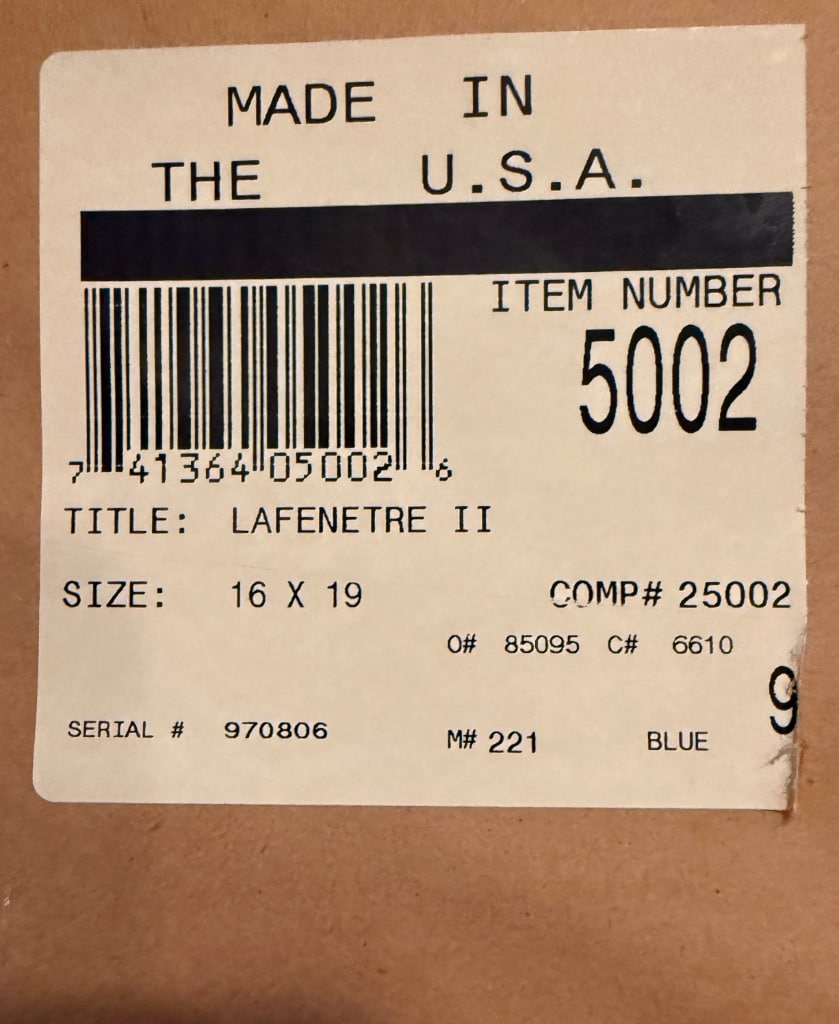 MADE IN
THE U.S.A.
ITEM NUMBER
5002
7 41364 05002 6
TITLE: LAFENETRE II
SIZE: 16 X 19 COMP# 25002
O# 85095 C# 6610
9
SERIAL # 970806 M# 221 BLUE